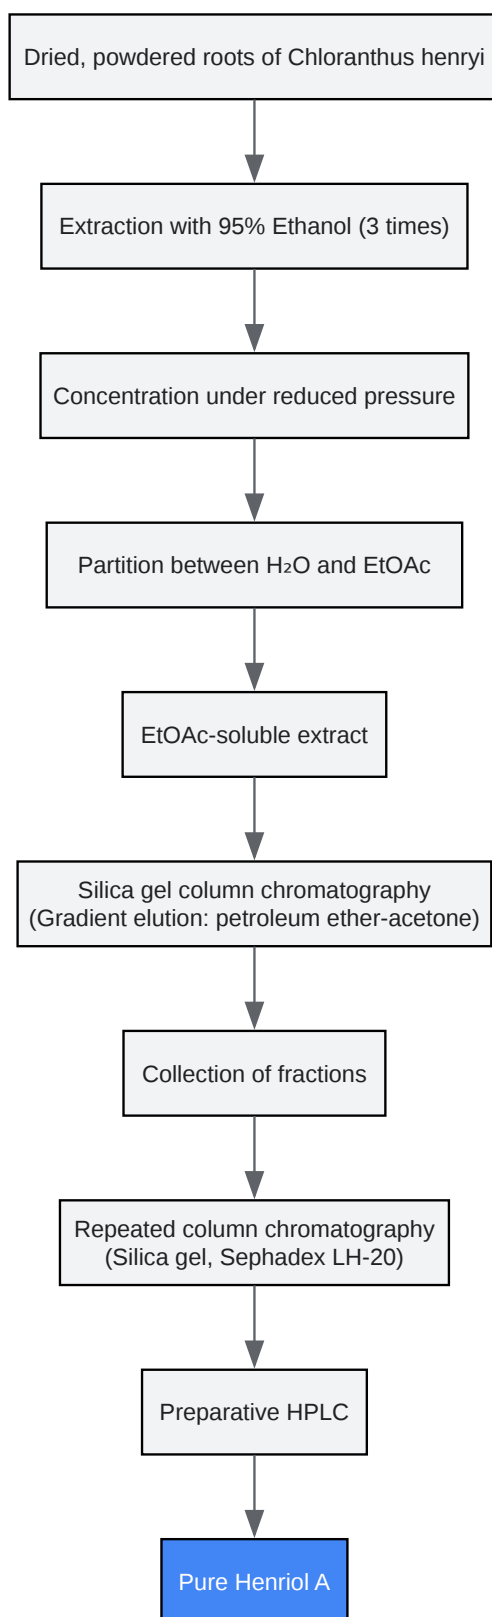 Dried, powdered roots of Chloranthus henryi
Extraction with 95% Ethanol (3 times)
Concentration under reduced pressure
Partition between H₂O and EtOAc
EtOAc-soluble extract
Silica gel column chromatography
(Gradient elution: petroleum ether-acetone)
Collection of fractions
Repeated column chromatography
(Silica gel, Sephadex LH-20)
Preparative HPLC
Pure Henriol A